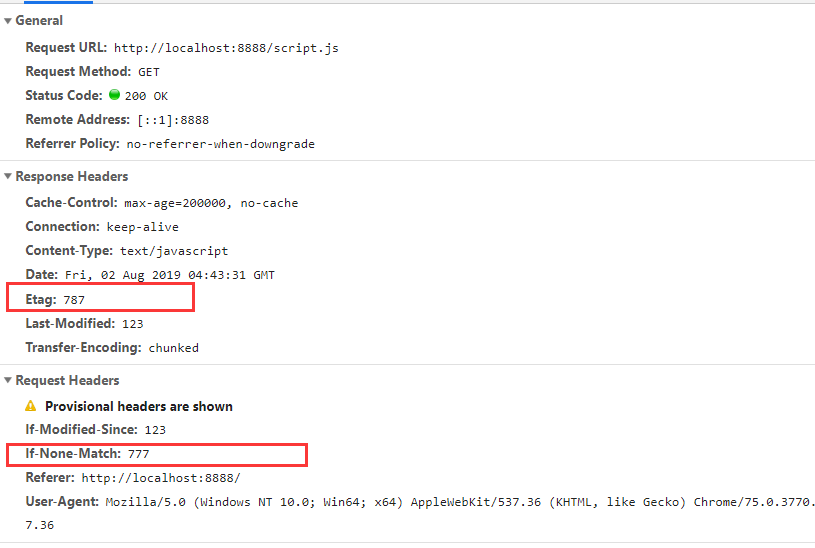 General
Request URL: http://localhost:8888/script.js
Request Method: GET
Status Code: 200 OK
Remote Address: [::1]:8888
Referrer Policy: no-referrer-when-downgrade
Response Headers
Cache-Control: max-age=200000, no-cache
Connection: keep-alive
Content-Type: text/javascript
Date: Fri, 02 Aug 2019 04:43:31 GMT
Etag: 787
Last-Modified: 123
Transfer-Encoding: chunked
Request Headers
Provisional headers are shown
If-Modified-Since: 123
If-None-Match: 777
Referer: http://localhost:8888/
User-Agent: Mozilla/5.0 (Windows NT 10.0; Win64; x64) AppleWebKit/537.36 (KHTML, like Gecko) Chrome/75.0.3770.
7.36